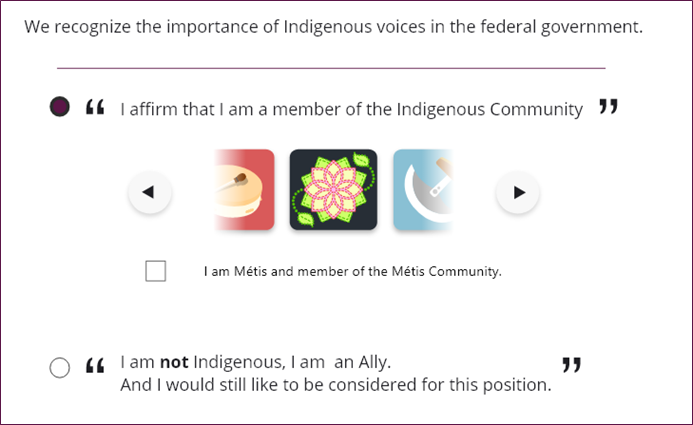 We recognize the importance of Indigenous voices in the federal government.
“ I affirm that I am a member of the Indigenous Community ”
I am Métis and member of the Métis Community.
“ I am not Indigenous, I am  an Ally.
And I would still like to be considered for this position. ”